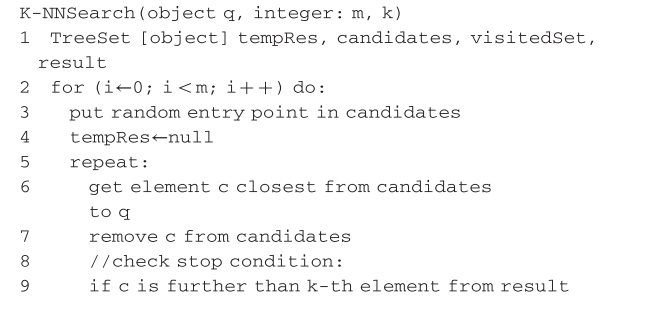 K-NNSearch(object q, integer: m, k)
1 TreeSet [object] tempRes, candidates, visitedSet,
result
2 for (i←0; i<m; i++) do:
3 put random entry point in candidates
4 tempRes←null
5 repeat:
6 get element c closest from candidates
to q
7 remove c from candidates
8 //check stop condition:
9 if c is further than k-th element from result